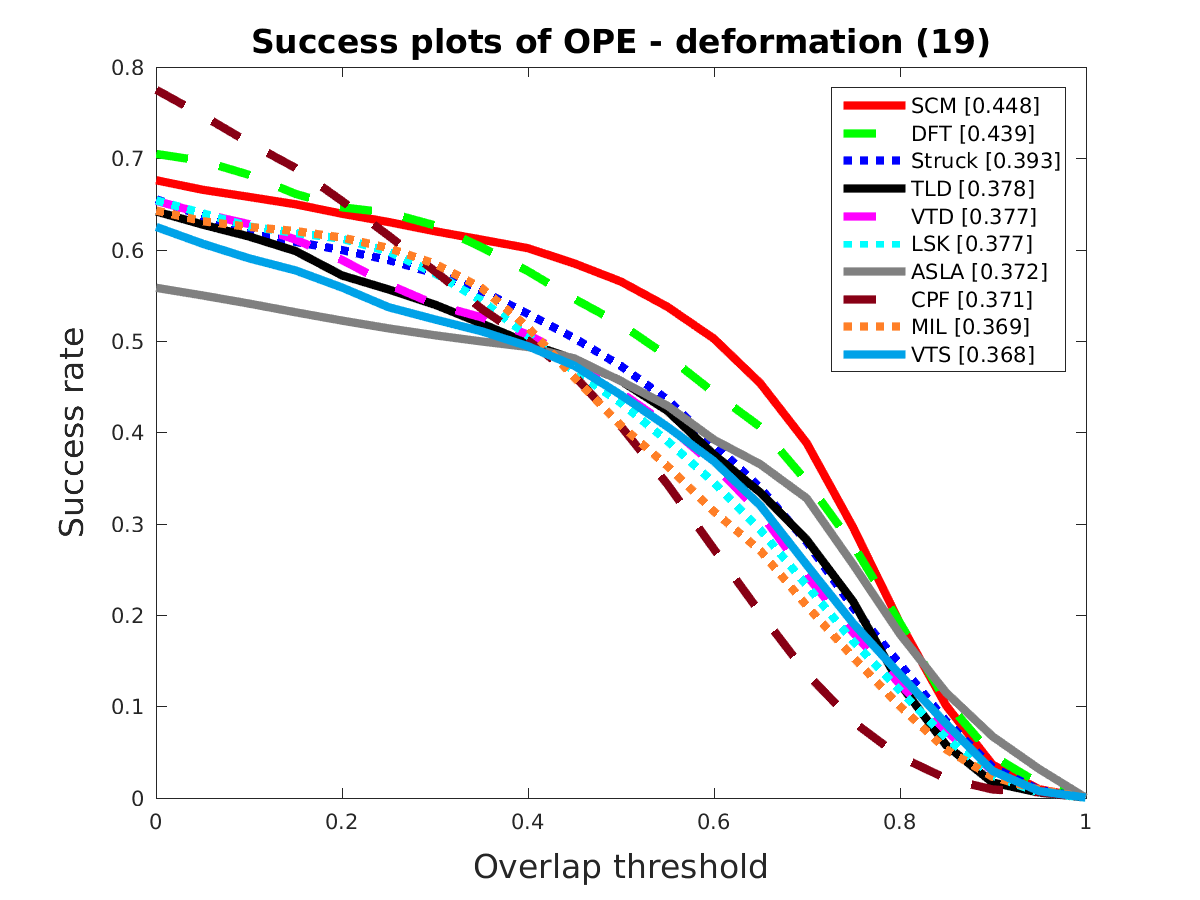 Success plots of OPE - deformation (19)
0.8
0.7
0.6
0.5
0.4
0.3
0.2
0.1
0
Success rate
SCM [0.448]
DFT [0.439]
Struck [0.393]
TLD [0.378]
VTD [0.377]
LSK [0.377]
ASLA [0.372]
CPF [0.371]
MIL [0.369]
VTS [0.368]
0 0.2 0.4 0.6 0.8 1
Overlap threshold